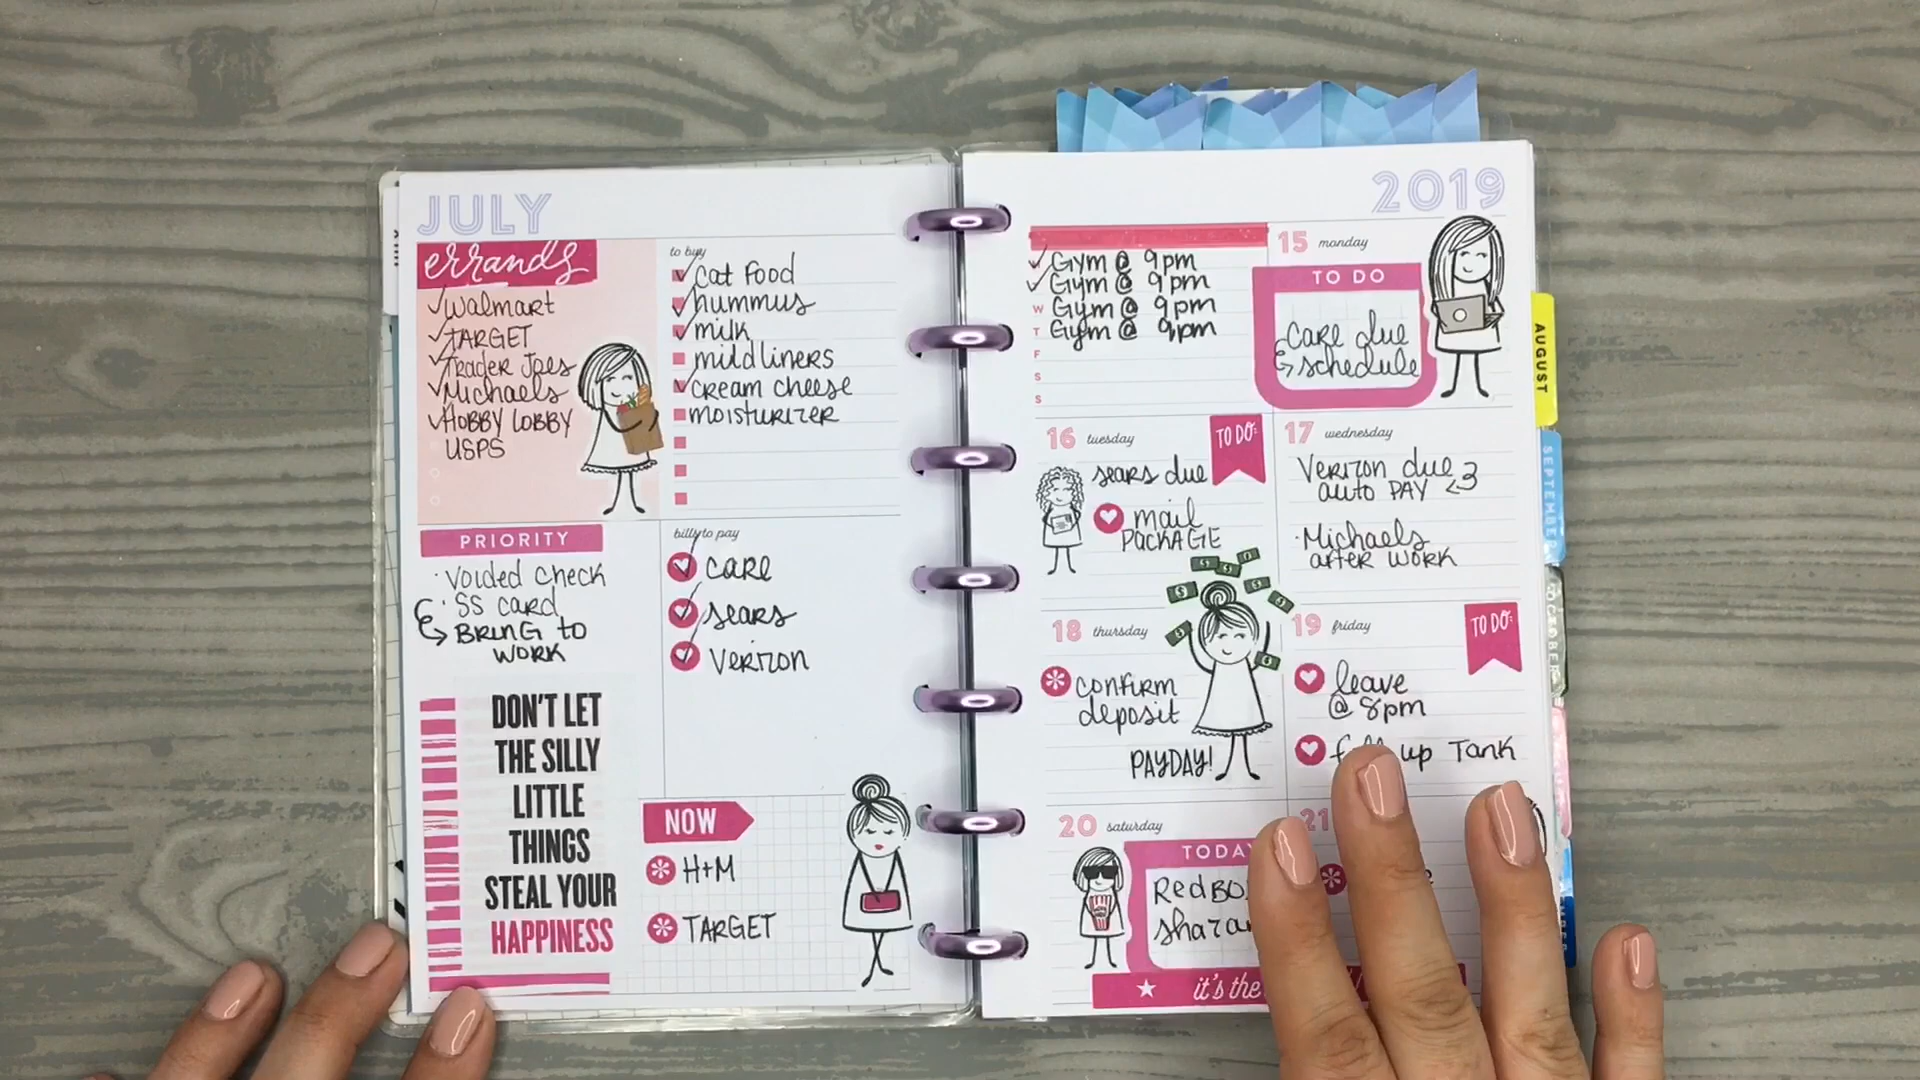 JULY
errands
Walmart
TARGET
Trader Joes
Michaels
HOBBY LOBBY
USPS
to buy
cat food
hummus
milk
mildliners
cream cheese
moisturizer
PRIORITY
· Voided check
· SS card
BRING to
WORK
bills to pay
care
sears
verizon
DON'T LET
THE SILLY
LITTLE
THINGS
STEAL YOUR
HAPPINESS
NOW
H+M
TARGET
2019
Gym @ 9pm
Gym @ 9pm
W Gym @ 9pm
T Gym @ 9pm
F
S
S
15 monday
TO DO
care due
schedule
16 tuesday
TO DO:
sears due
mail
PACKAGE
17 wednesday
Verizon due
auto PAY
· Michaels
after WORK
18 thursday
confirm
deposit
PAYDAY!
19 friday
TO DO:
leave
@ 8pm
up Tank
20 saturday
TODAY
RedBo
21
it's the
AUGUST
SEPTEMBER
OCTOBER